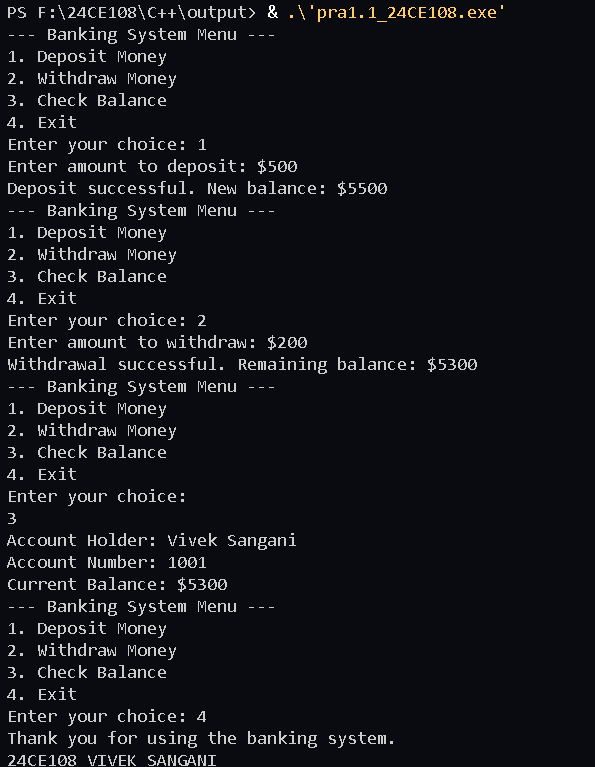 PS F:\24CE108\C++\output> & .\'pra1.1_24CE108.exe'
--- Banking System Menu ---
1. Deposit Money
2. Withdraw Money
3. Check Balance
4. Exit
Enter your choice: 1
Enter amount to deposit: $500
Deposit successful. New balance: $5500
--- Banking System Menu ---
1. Deposit Money
2. Withdraw Money
3. Check Balance
4. Exit
Enter your choice: 2
Enter amount to withdraw: $200
Withdrawal successful. Remaining balance: $5300
--- Banking System Menu ---
1. Deposit Money
2. Withdraw Money
3. Check Balance
4. Exit
Enter your choice:
3
Account Holder: Vivek Sangani
Account Number: 1001
Current Balance: $5300
--- Banking System Menu ---
1. Deposit Money
2. Withdraw Money
3. Check Balance
4. Exit
Enter your choice: 4
Thank you for using the banking system.
24CE108 VIVEK SANGANI